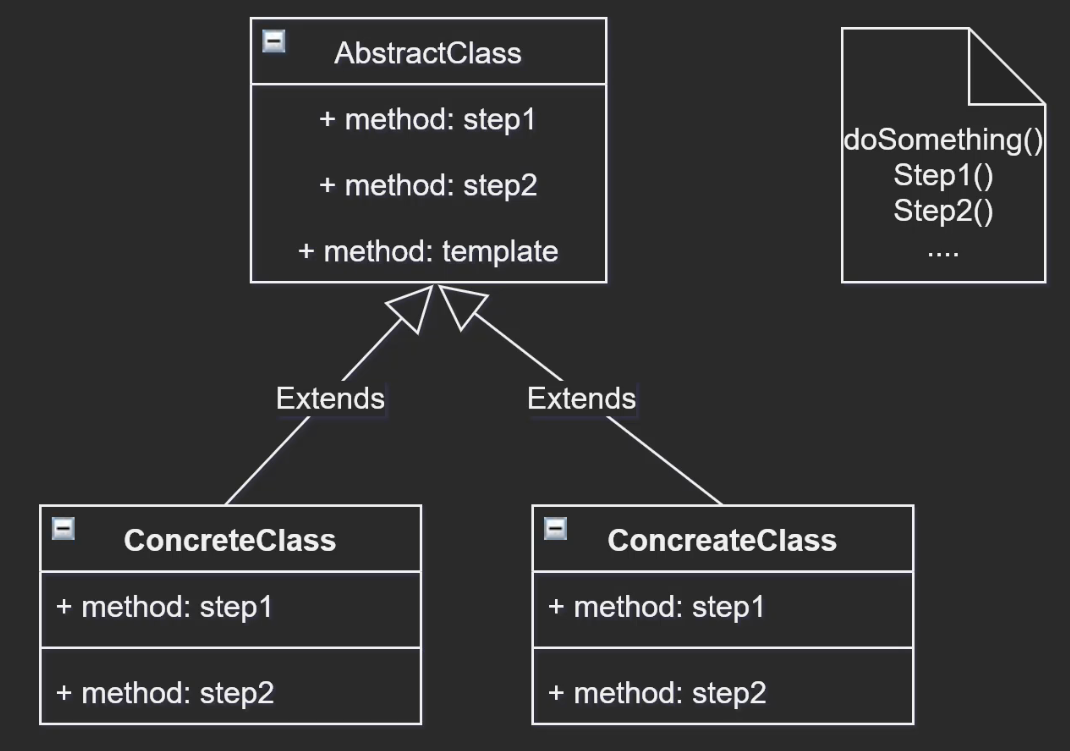 AbstractClass
+ method: step1
+ method: step2
+ method: template
doSomething()
Step1()
Step2()
....
Extends
Extends
ConcreteClass
+ method: step1
+ method: step2
ConcreateClass
+ method: step1
+ method: step2